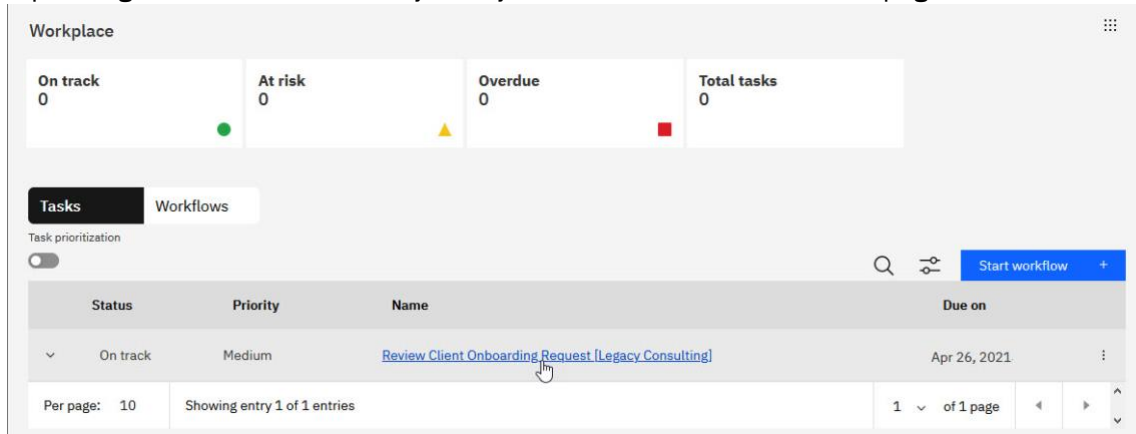 Workplace
On track
0
At risk
0
Overdue
0
Total tasks
0
Tasks
Workflows
Task prioritization
Start workflow +
Status Priority Name Due on
On track Medium Review Client Onboarding Request [Legacy Consulting] Apr 26, 2021
Per page: 10 Showing entry 1 of 1 entries 1 of 1 page